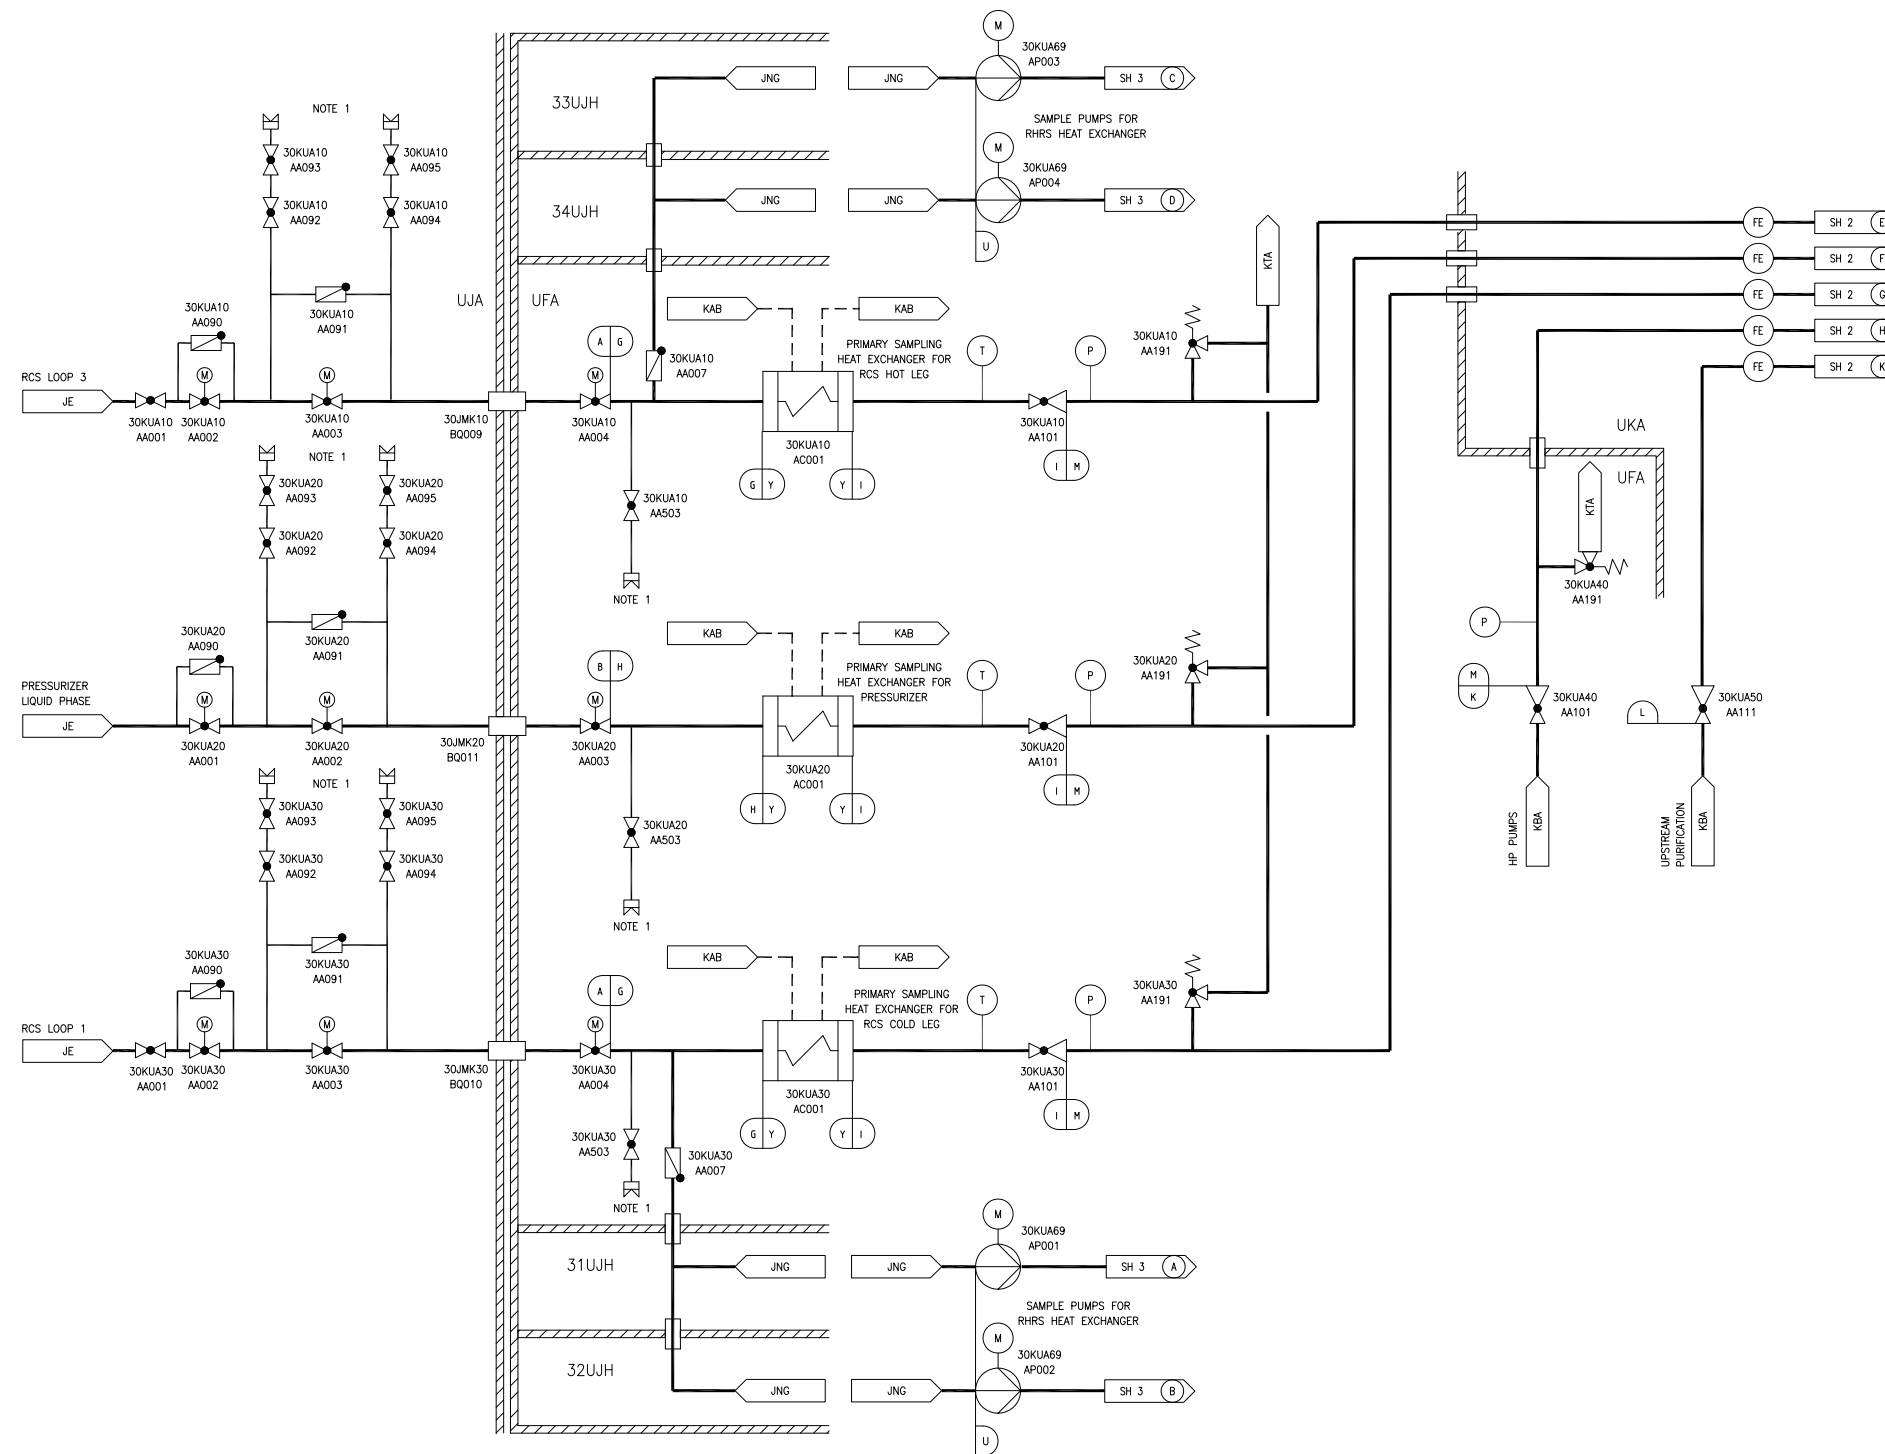 M
30KUA69
AP003
JNG
JNG
SH 3 C
33UJH
SAMPLE PUMPS FOR
RHRS HEAT EXCHANGER
M
30KUA69
AP004
JNG
JNG
SH 3 D
34UJH
U
NOTE 1
30KUA10
AA093
30KUA10
AA095
30KUA10
AA092
30KUA10
AA094
30KUA10
AA091
30KUA10
AA090
UJA
UFA
KAB
KAB
KTA
FE
SH 2 E
FE
SH 2 F
FE
SH 2 G
FE
SH 2 H
FE
SH 2 K
RCS LOOP 3
JE
M
M
A G
M
30KUA10
AA007
PRIMARY SAMPLING
HEAT EXCHANGER FOR
RCS HOT LEG
T
P
30KUA10
AA191
30KUA10
AA001
30KUA10
AA002
30KUA10
AA003
30JMK10
BQ009
30KUA10
AA004
30KUA10
AC001
30KUA10
AA101
G Y
Y I
I M
30KUA10
AA503
NOTE 1
UKA
UFA
KTA
30KUA40
AA191
P
M
K
30KUA40
AA101
L
30KUA50
AA111
HP PUMPS
KBA
UPSTREAM
PURIFICATION
KBA
NOTE 1
30KUA20
AA093
30KUA20
AA095
30KUA20
AA092
30KUA20
AA094
30KUA20
AA091
30KUA20
AA090
KAB
KAB
PRESSURIZER
LIQUID PHASE
JE
M
M
B H
M
PRIMARY SAMPLING
HEAT EXCHANGER FOR
PRESSURIZER
T
P
30KUA20
AA191
30KUA20
AA001
30KUA20
AA002
30JMK20
BQ011
30KUA20
AA003
30KUA20
AC001
30KUA20
AA101
H Y
Y I
I M
30KUA20
AA503
NOTE 1
NOTE 1
30KUA30
AA093
30KUA30
AA095
30KUA30
AA092
30KUA30
AA094
30KUA30
AA091
30KUA30
AA090
KAB
KAB
RCS LOOP 1
JE
M
M
A G
M
PRIMARY SAMPLING
HEAT EXCHANGER FOR
RCS COLD LEG
T
P
30KUA30
AA191
30KUA30
AA001
30KUA30
AA002
30KUA30
AA003
30JMK30
BQ010
30KUA30
AA004
30KUA30
AC001
30KUA30
AA101
G Y
Y I
I M
30KUA30
AA503
30KUA30
AA007
NOTE 1
M
30KUA69
AP001
31UJH
JNG
JNG
SH 3 A
SAMPLE PUMPS FOR
RHRS HEAT EXCHANGER
M
30KUA69
AP002
32UJH
JNG
JNG
SH 3 B
U